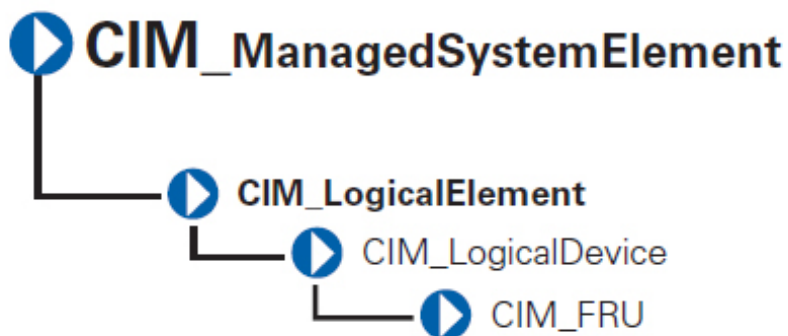 CIM_ManagedSystemElement
CIM_LogicalElement
CIM_LogicalDevice
CIM_FRU